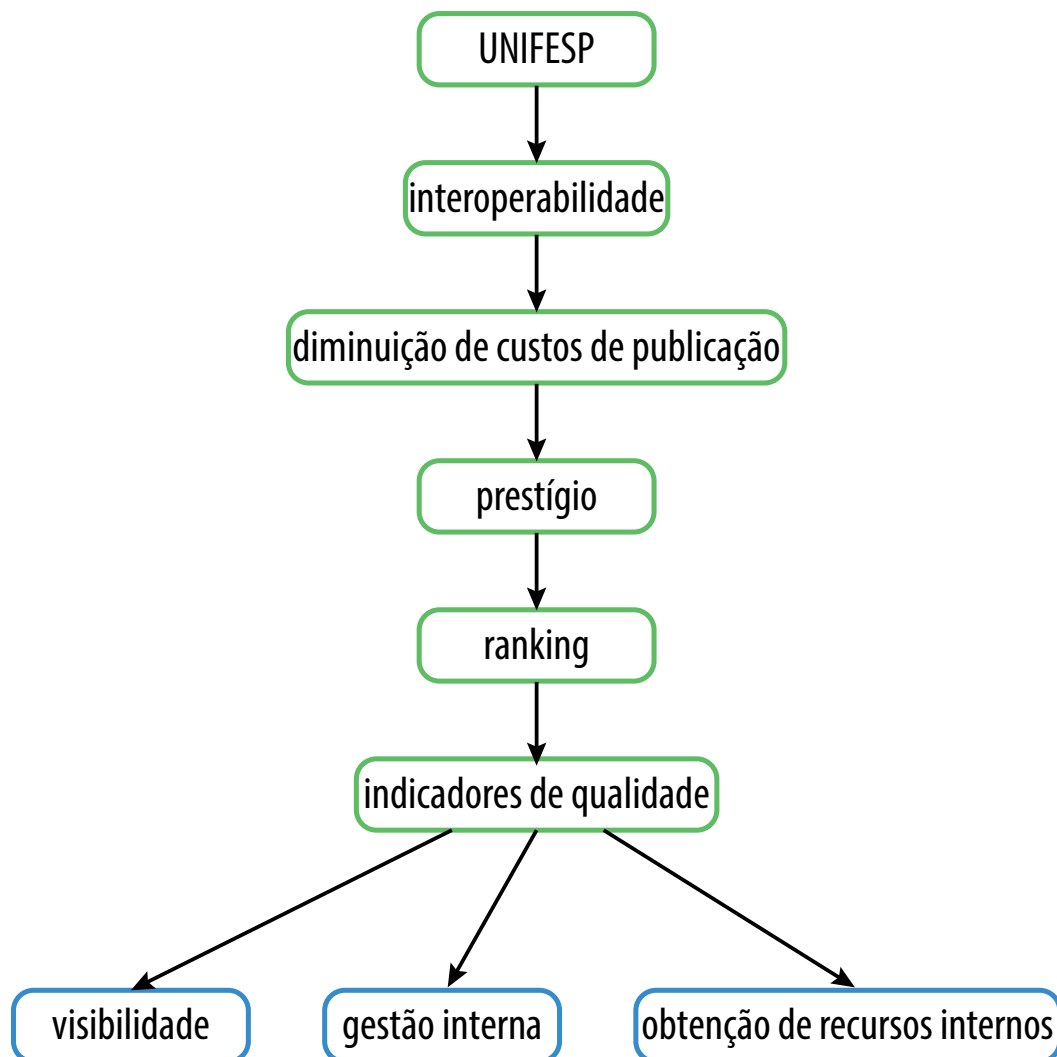 UNIFESP
interoperabilidade
diminuição de custos de publicação
prestígio
ranking
indicadores de qualidade
visibilidade
gestão interna
obtenção de recursos internos